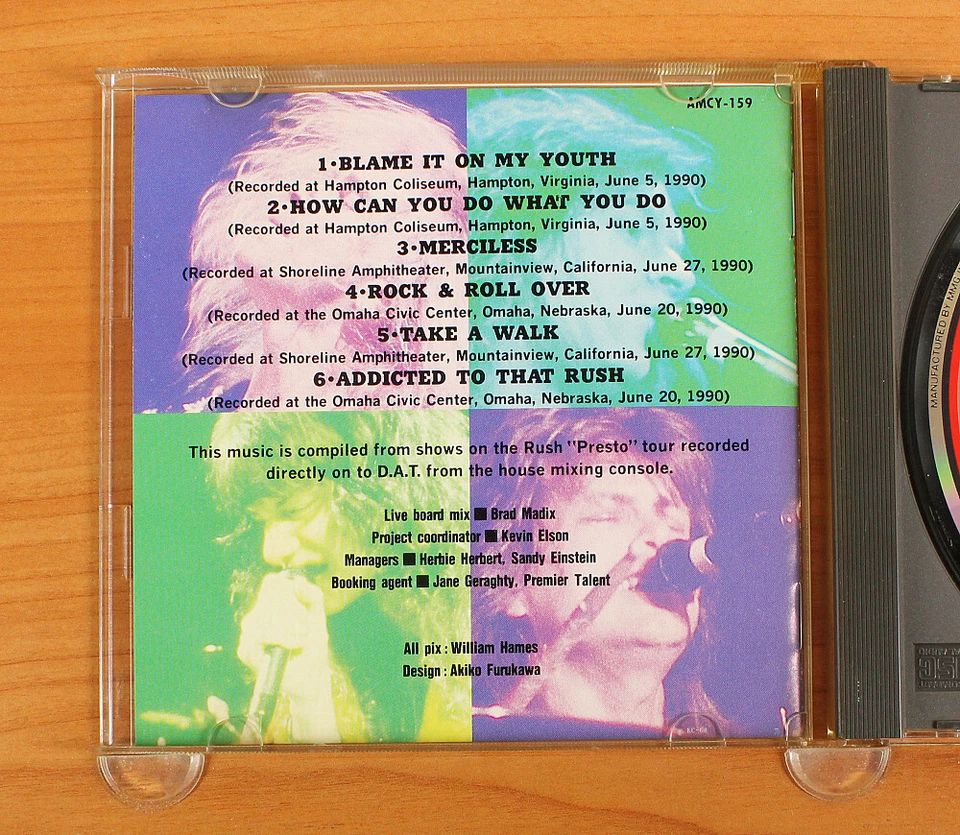 AMCY-159
1•BLAME IT ON MY YOUTH
(Recorded at Hampton Coliseum, Hampton, Virginia, June 5, 1990)
2•HOW CAN YOU DO WHAT YOU DO
(Recorded at Hampton Coliseum, Hampton, Virginia, June 5, 1990)
3•MERCILESS
(Recorded at Shoreline Amphitheater, Mountainview, California, June 27, 1990)
4•ROCK & ROLL OVER
(Recorded at the Omaha Civic Center, Omaha, Nebraska, June 20, 1990)
5•TAKE A WALK
(Recorded at Shoreline Amphitheater, Mountainview, California, June 27, 1990)
6•ADDICTED TO THAT RUSH
(Recorded at the Omaha Civic Center, Omaha, Nebraska, June 20, 1990)
This music is compiled from shows on the Rush "Presto" tour recorded
directly on to D.A.T. from the house mixing console.
Live board mix ■ Brad Madix
Project coordinator ■ Kevin Elson
Managers ■ Herbie Herbert, Sandy Einstein
Booking agent ■ Jane Geraghty, Premier Talent
All pix : William Hames
Design : Akiko Furukawa
MANUFACTURED BY MMG